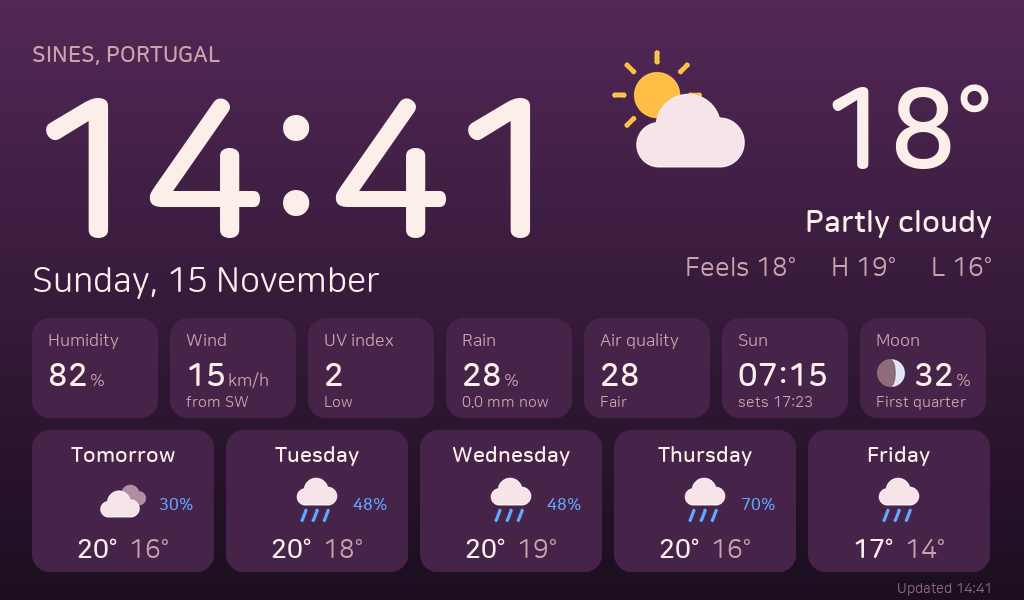 SINES, PORTUGAL
14:41
Sunday, 15 November
18°
Partly cloudy
Feels 18° H 19° L 16°
Humidity
82 %
Wind
15 km/h
from SW
UV index
2
Low
Rain
28 %
0.0 mm now
Air quality
28
Fair
Sun
07:15
sets 17:23
Moon
32 %
First quarter
Tomorrow
30%
20° 16°
Tuesday
48%
20° 18°
Wednesday
48%
20° 19°
Thursday
70%
20° 16°
Friday
17° 14°
Updated 14:41